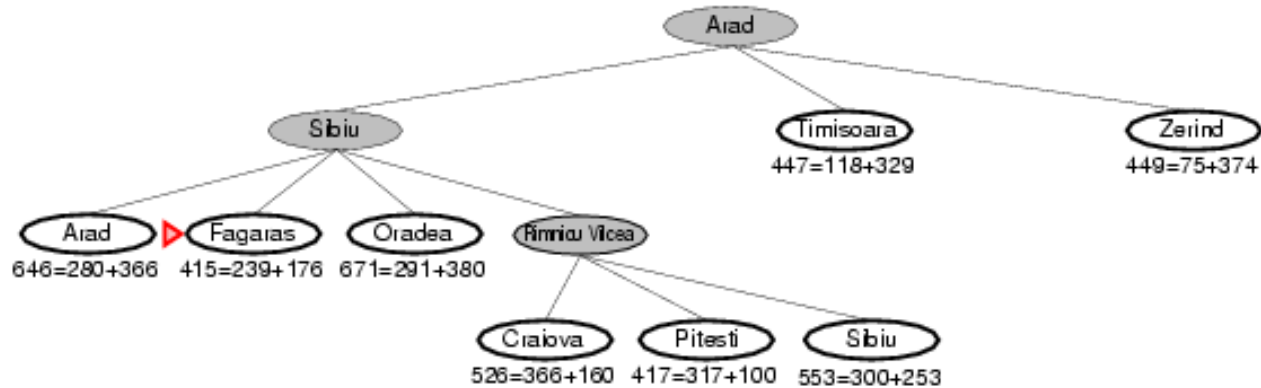 Arad
Sibiu
Timisoara
Zerind
447=118+329
449=75+374
Arad
Fagaras
Oradea
Rimnicu Vilcea
646=280+366
415=239+176
671=291+380
Craiova
Pitesti
Sibiu
526=366+160
417=317+100
553=300+253